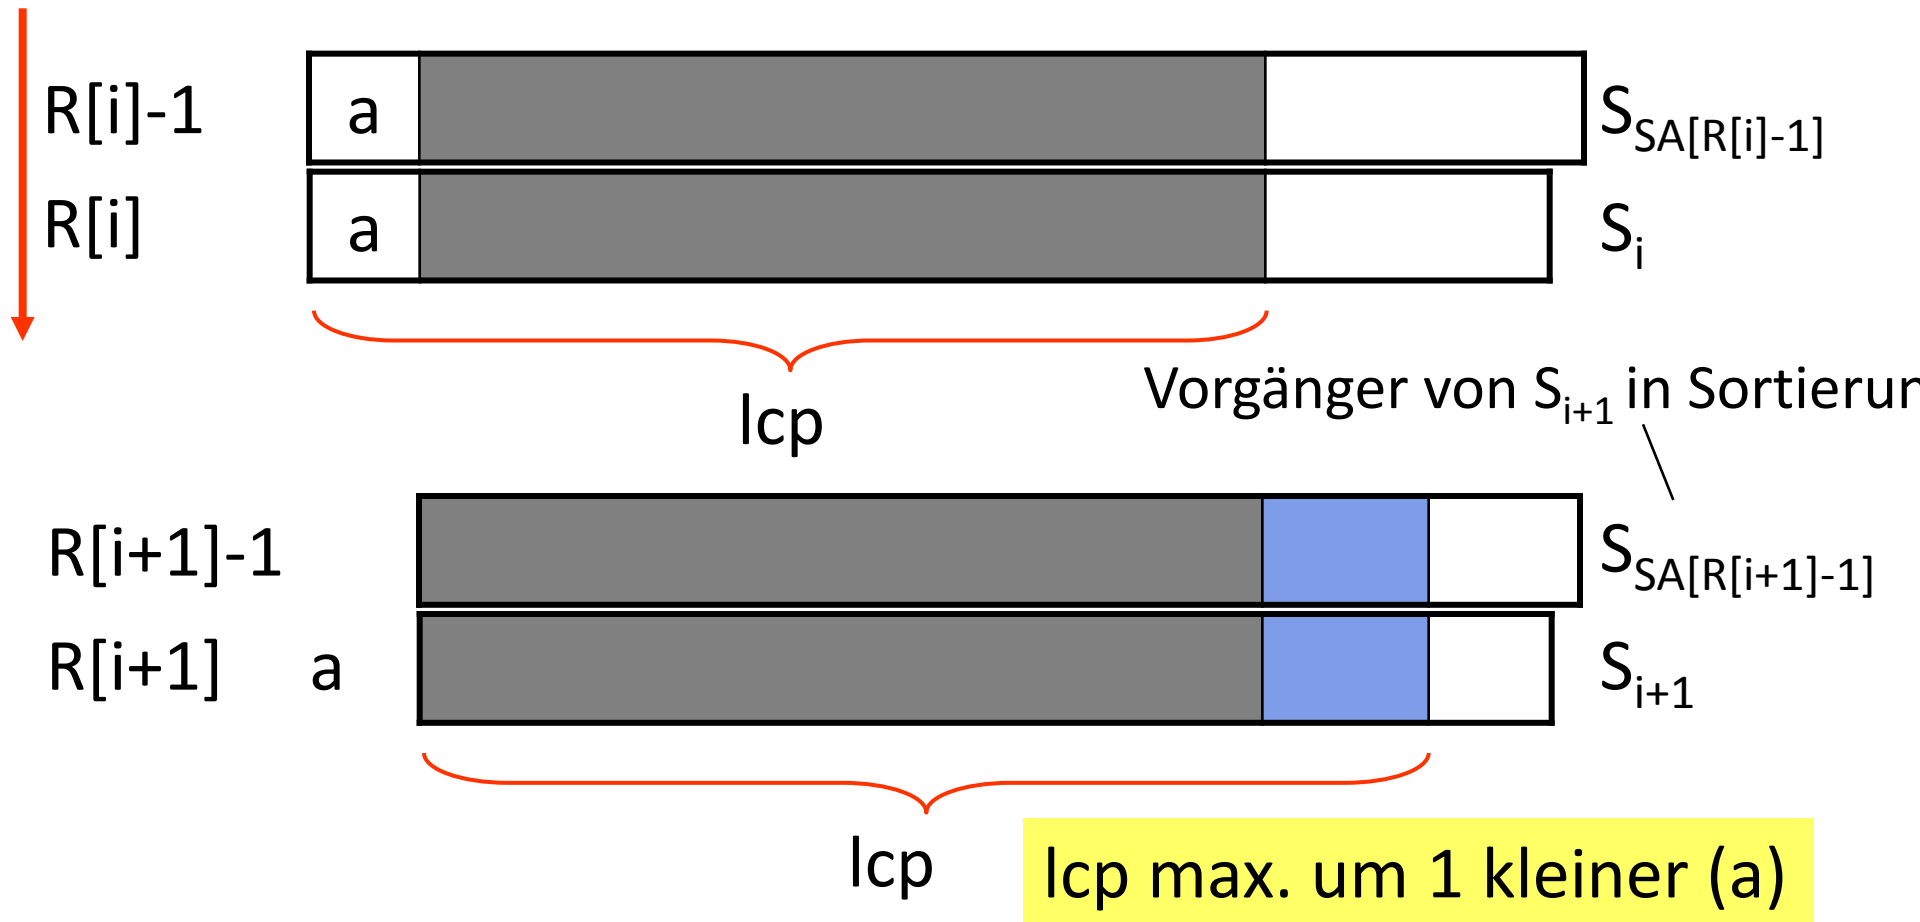 R[i]-1 a S_SA[R[i]-1]
R[i] a S_i
lcp
Vorgänger von S_i+1 in Sortierun
R[i+1]-1 S_SA[R[i+1]-1]
R[i+1] a S_i+1
lcp
lcp max. um 1 kleiner (a)